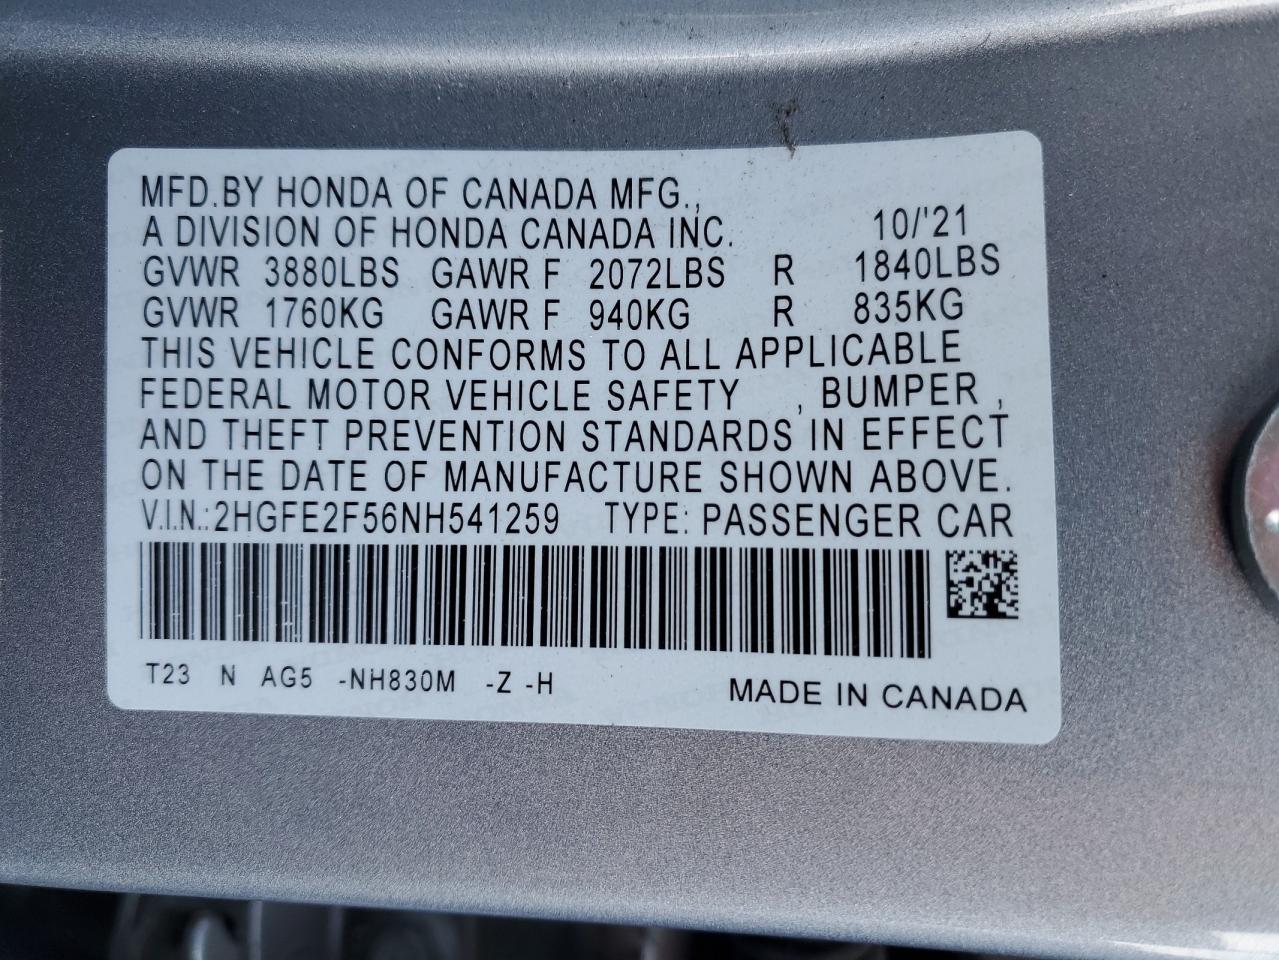 MFD.BY HONDA OF CANADA MFG.,
A DIVISION OF HONDA CANADA INC. 10/'21
GVWR 3880LBS GAWR F 2072LBS R 1840LBS
GVWR 1760KG GAWR F 940KG R 835KG
THIS VEHICLE CONFORMS TO ALL APPLICABLE
FEDERAL MOTOR VEHICLE SAFETY , BUMPER ,
AND THEFT PREVENTION STANDARDS IN EFFECT
ON THE DATE OF MANUFACTURE SHOWN ABOVE.
V.I.N.:2HGFE2F56NH541259 TYPE: PASSENGER CAR
T23 N AG5 -NH830M -Z -H
MADE IN CANADA